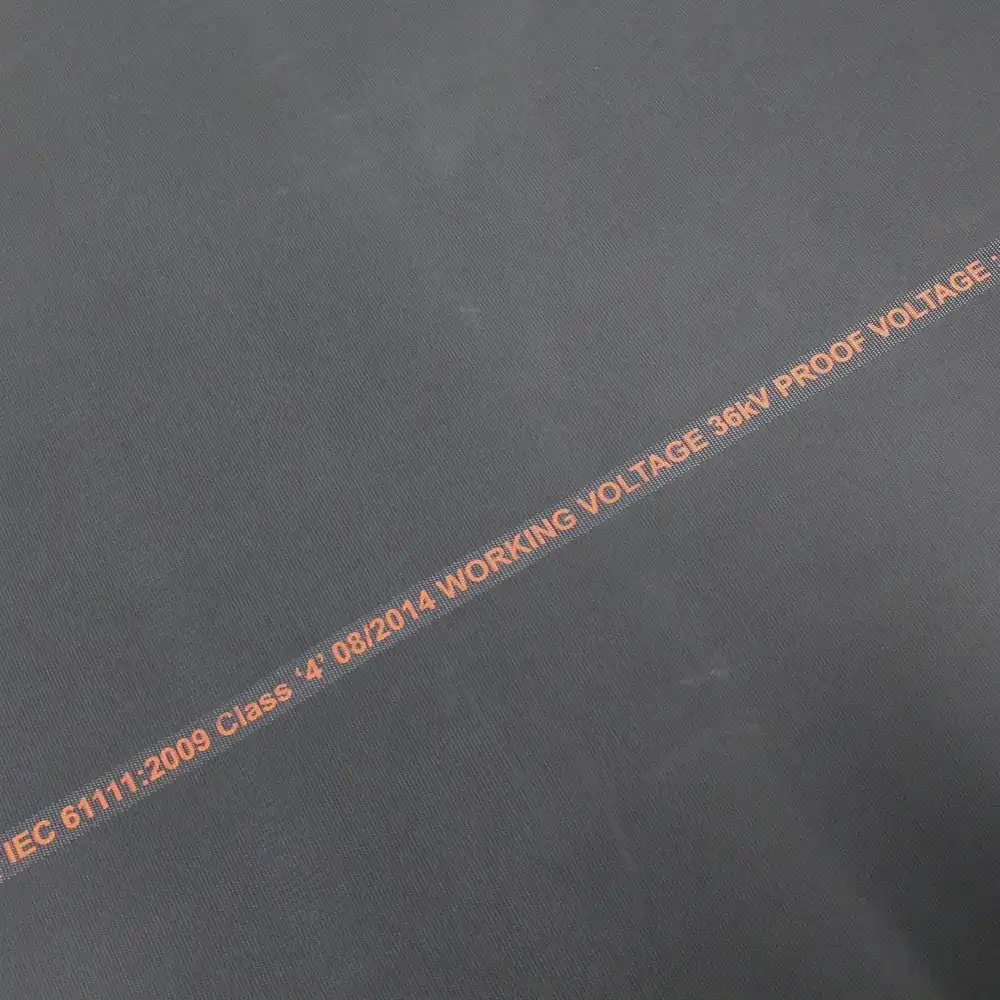 IEC 61111:2009 Class ‘4’ 08/2014 WORKING VOLTAGE 36kV PROOF VOLTAGE